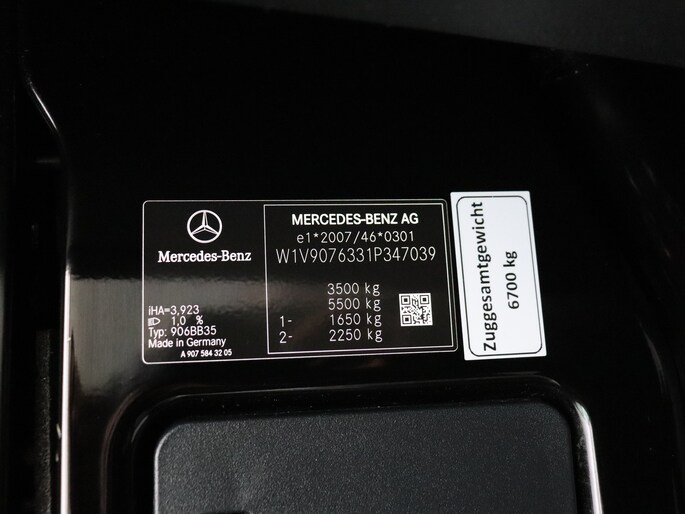 Mercedes-Benz
iHA=3,923
1,0 %
Typ: 906BB35
Made in Germany
A 907 584 32 05
MERCEDES-BENZ AG
e1*2007/46*0301
W1V9076331P347039
3500 kg
5500 kg
1- 1650 kg
2- 2250 kg
Zuggesamtgewicht
6700 kg